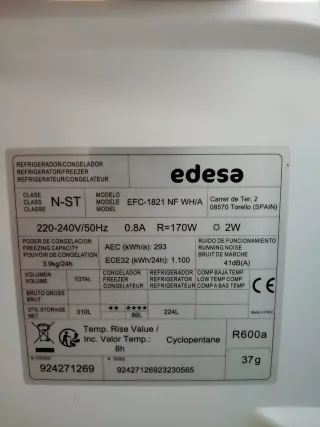 REFRIGERADOR/CONGELADOR
REFRIGERATOR/FREEZER
REFRIGERATEUR/CONGELATEUR
edesa
CLASE
CLASS
CLASSE
N-ST
MODELO
MODEL
MODELE
EFC-1821 NF WH/A
Carrer de Ter, 2
08570 Torello (SPAIN)
220-240V/50Hz 0.8A R=170W 2W
PODER DE CONGELACION
FREEZING CAPACITY
POUVOIR DE CONGELATION
3.9kg/24h
AEC (kWh/a): 293
ECE32 (kWh/24h): 1.100
RUIDO DE FUNCIONAMIENTO
RUNNING NOISE
NIVEAU SONORE
41dB(A)
VOLUMEN
VOLUME
TOTAL
CONGELADOR
FREEZER
CONGELATEUR
REFRIGERADOR
REFRIGERATOR
REFRIGERATEUR
COMP BAJA TEMP
LOW TEMP COMP
COMP A BAS TEMP
CE
BRUTO GROSS
BRUT
UTIL STORAGE
NET
310L
** ****
86L
224L
Temp. Rise Value /
Inc. Valor Temp.:
8h
Cyclopentane
R600a
37g
924271269
92427126923230565